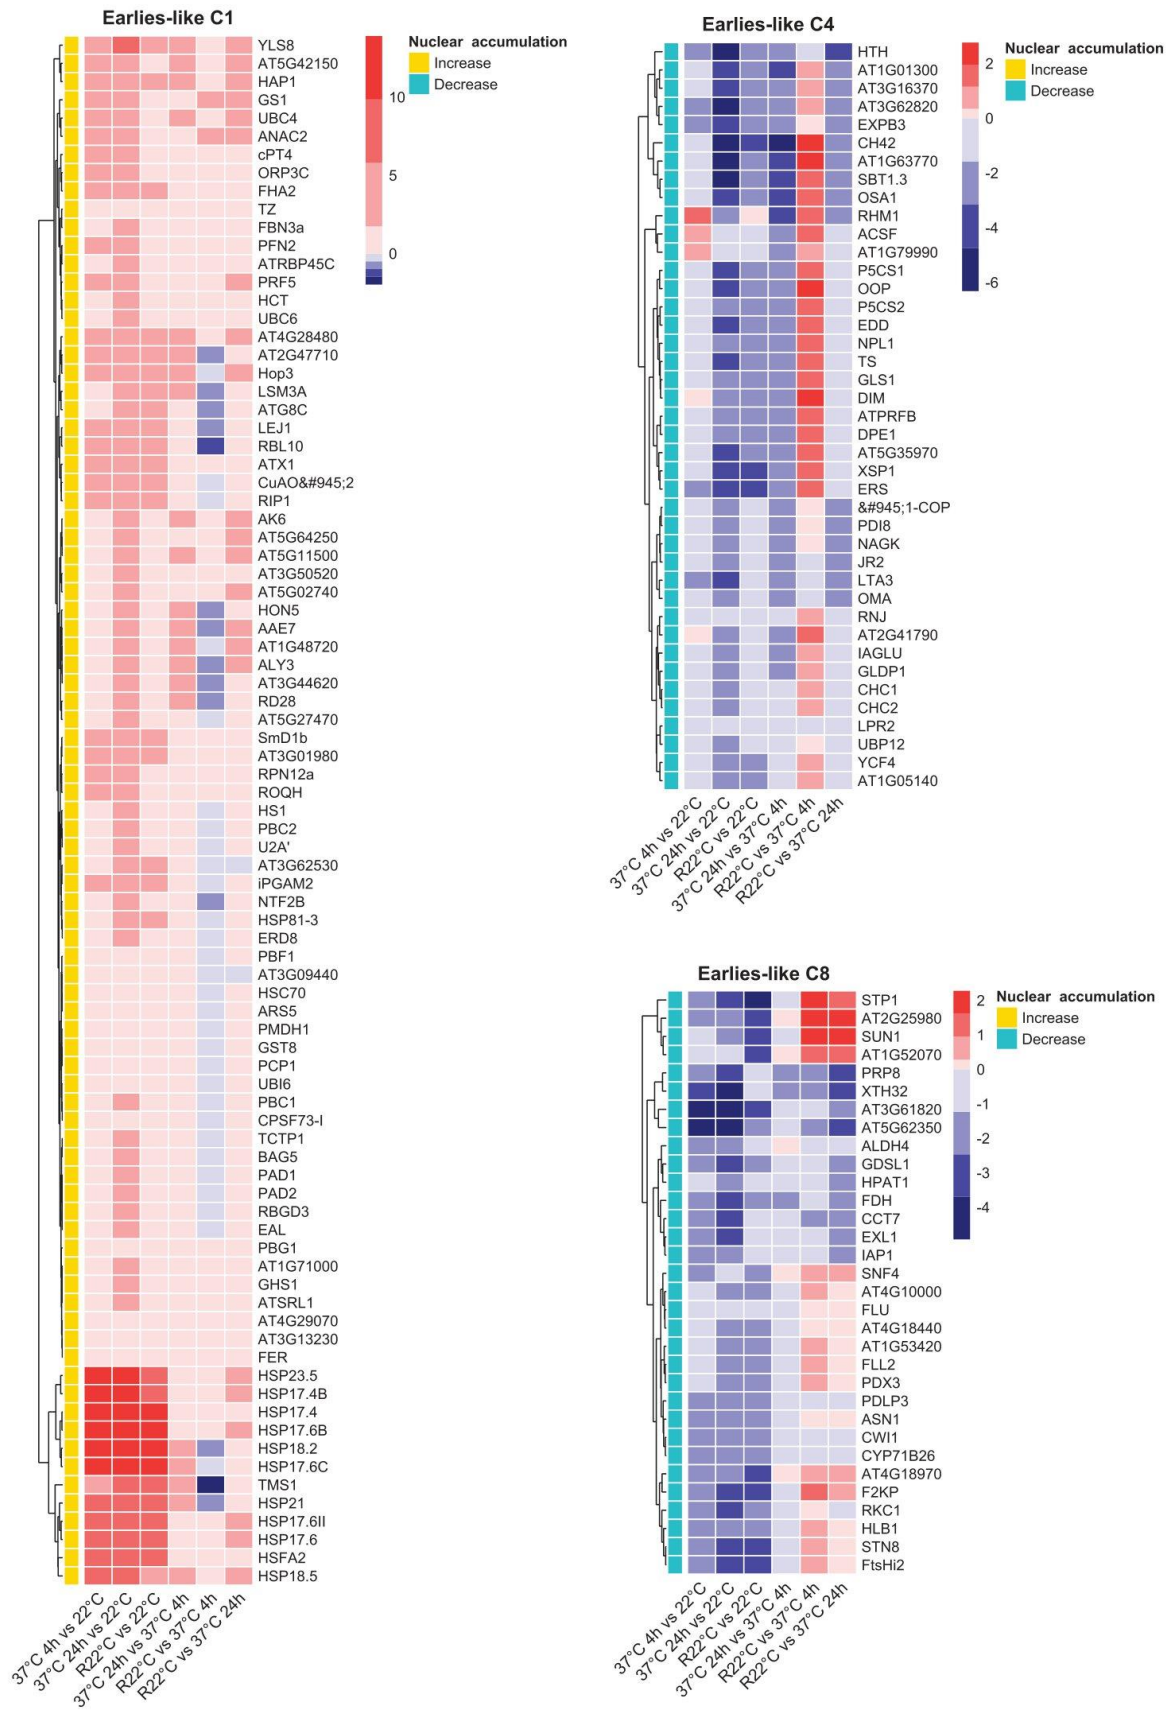 Earlies-like C1
YLS8
AT5G42150
HAP1
GS1
UBC4
ANAC2
cPT4
ORP3C
FHA2
TZ
FBN3a
PFN2
ATRBP45C
PRF5
HCT
UBC6
AT4G28480
AT2G47710
Hop3
LSM3A
ATG8C
LEJ1
RBL10
ATX1
CuAO&#945;2
RIP1
AK6
AT5G64250
AT5G11500
AT3G50520
AT5G02740
HON5
AAE7
AT1G48720
ALY3
AT3G44620
RD28
AT5G27470
SmD1b
AT3G01980
RPN12a
ROQH
HS1
PBC2
U2A'
AT3G62530
iPGAM2
NTF2B
HSP81-3
ERD8
PBF1
AT3G09440
HSC70
ARS5
PMDH1
GST8
PCP1
UBI6
PBC1
CPSF73-I
TCTP1
BAG5
PAD1
PAD2
RBGD3
EAL
PBG1
AT1G71000
GHS1
ATSRL1
AT4G29070
AT3G13230
FER
HSP23.5
HSP17.4B
HSP17.4
HSP17.6B
HSP18.2
HSP17.6C
TMS1
HSP21
HSP17.6II
HSP17.6
HSFA2
HSP18.5
37°C 4h vs 22°C
37°C 24h vs 22°C
R22°C vs 22°C
37°C 24h vs 37°C 4h
R22°C vs 37°C 4h
R22°C vs 37°C 24h
10
5
0
Nuclear accumulation
Increase
Decrease
Earlies-like C4
HTH
AT1G01300
AT3G16370
AT3G62820
EXPB3
CH42
AT1G63770
SBT1.3
OSA1
RHM1
ACSF
AT1G79990
P5CS1
OOP
P5CS2
EDD
NPL1
TS
GLS1
DIM
ATPRFB
DPE1
AT5G35970
XSP1
ERS
&#945;1-COP
PDI8
NAGK
JR2
LTA3
OMA
RNJ
AT2G41790
IAGLU
GLDP1
CHC1
CHC2
LPR2
UBP12
YCF4
AT1G05140
37°C 4h vs 22°C
37°C 24h vs 22°C
R22°C vs 22°C
37°C 24h vs 37°C 4h
R22°C vs 37°C 4h
R22°C vs 37°C 24h
2
0
-2
-4
-6
Nuclear accumulation
Increase
Decrease
Earlies-like C8
STP1
AT2G25980
SUN1
AT1G52070
PRP8
XTH32
AT3G61820
AT5G62350
ALDH4
GDSL1
HPAT1
FDH
CCT7
EXL1
IAP1
SNF4
AT4G10000
FLU
AT4G18440
AT1G53420
FLL2
PDX3
PDLP3
ASN1
CWI1
CYP71B26
AT4G18970
F2KP
RKC1
HLB1
STN8
FtsHi2
37°C 4h vs 22°C
37°C 24h vs 22°C
R22°C vs 22°C
37°C 24h vs 37°C 4h
R22°C vs 37°C 4h
R22°C vs 37°C 24h
2
1
0
-1
-2
-3
-4
Nuclear accumulation
Increase
Decrease